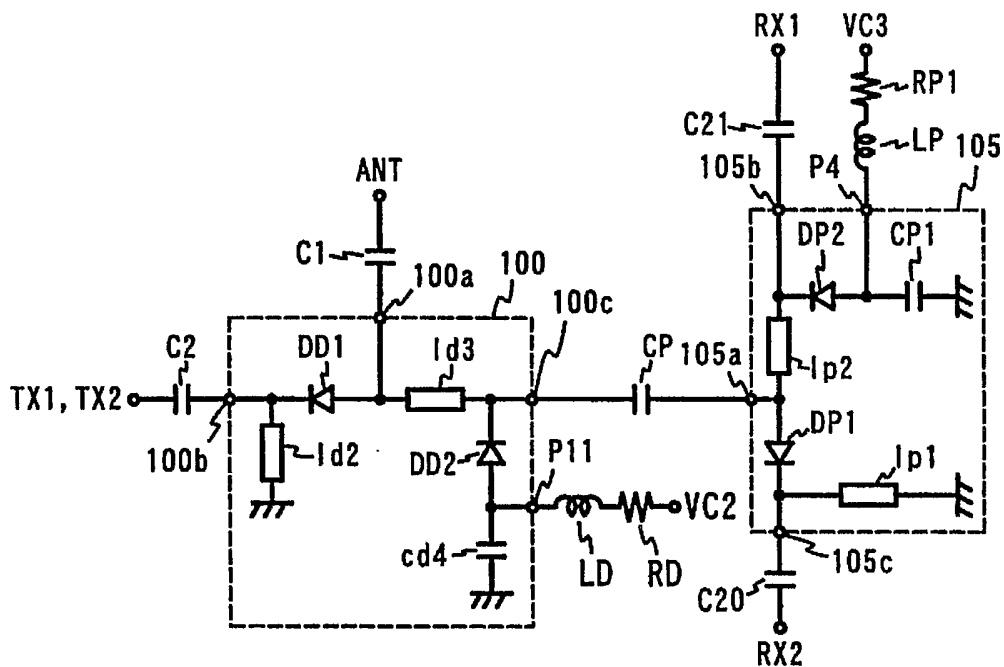 RX1
VC3
RP1
C21
LP
105
ANT
105b
P4
DP2
CP1
C1
100a
100
100c
C2
DD1
ld3
CP
105a
lp2
TX1, TX2
100b
ld2
DD2
P11
DP1
lp1
VC2
cd4
LD
RD
105c
C20
RX2